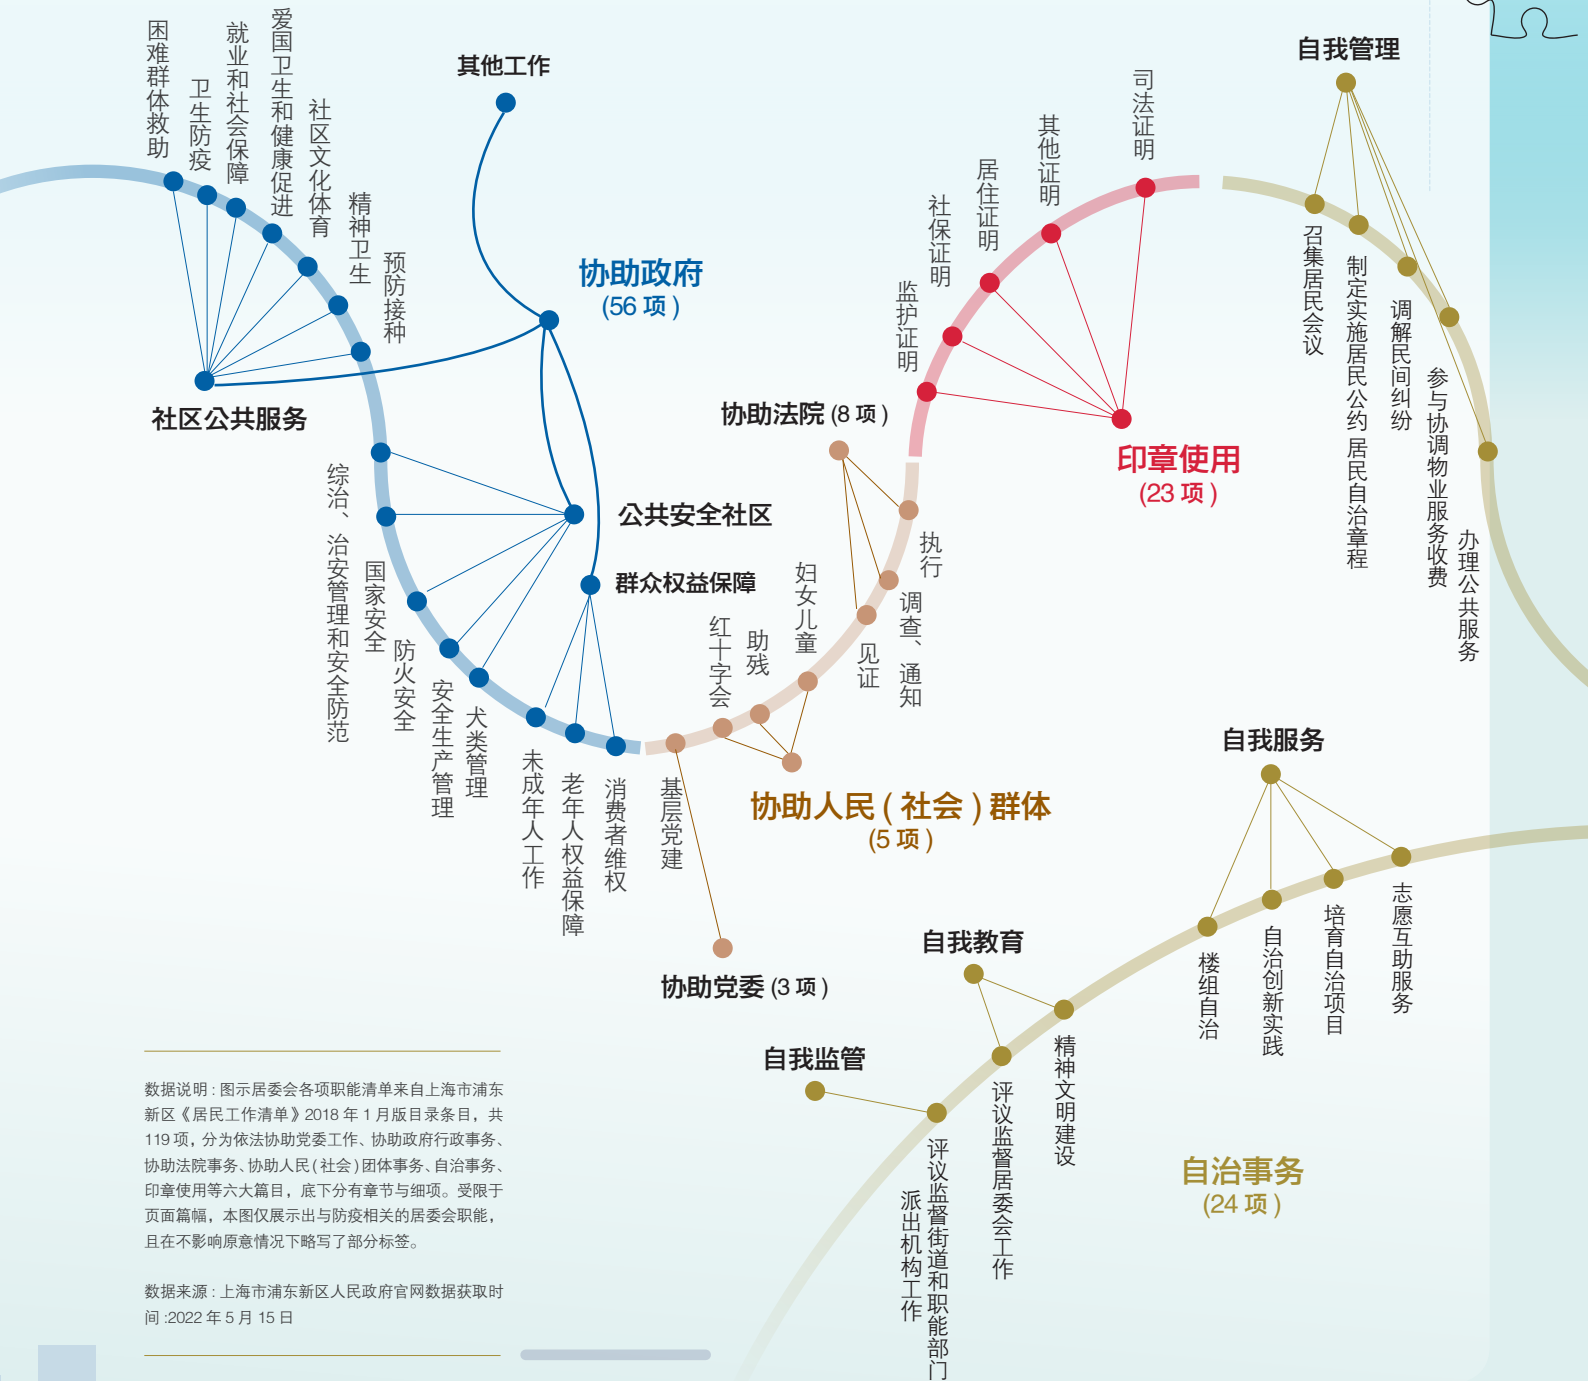 困难群体救助
卫生防疫
就业和社会保障
爱国卫生和健康促进
社区文化体育
精神卫生
预防接种
社区公共服务
其他工作
协助政府
(56 项)
综治、治安管理和安全防范
国家安全
防火安全
安全生产管理
犬类管理
公共安全社区
群众权益保障
未成年人工作
老年人权益保障
消费者维权
基层党建
协助党委 (3 项)
红十字会
助残
妇女儿童
协助人民(社会)群体
(5 项)
协助法院 (8 项)
见证
调查、通知
执行
监护证明
社保证明
居住证明
其他证明
司法证明
印章使用
(23 项)
自我管理
召集居民会议
制定实施居民公约 居民自治章程
调解民间纠纷
参与协调物业服务收费
办理公共服务
自我服务
楼组自治
自治创新实践
培育自治项目
志愿互助服务
自我教育
评议监督居委会工作
精神文明建设
自我监管
评议监督街道和职能部门
派出机构工作
自治事务
(24 项)
数据说明:图示居委会各项职能清单来自上海市浦东
新区《居民工作清单》2018 年 1 月版目录条目，共
119 项，分为依法协助党委工作、协助政府行政事务、
协助法院事务、协助人民(社会)团体事务、自治事务、
印章使用等六大篇目，底下分有章节与细项。受限于
页面篇幅，本图仅展示出与防疫相关的居委会职能，
且在不影响原意情况下略写了部分标签。
数据来源:上海市浦东新区人民政府官网数据获取时
间:2022 年 5 月 15 日